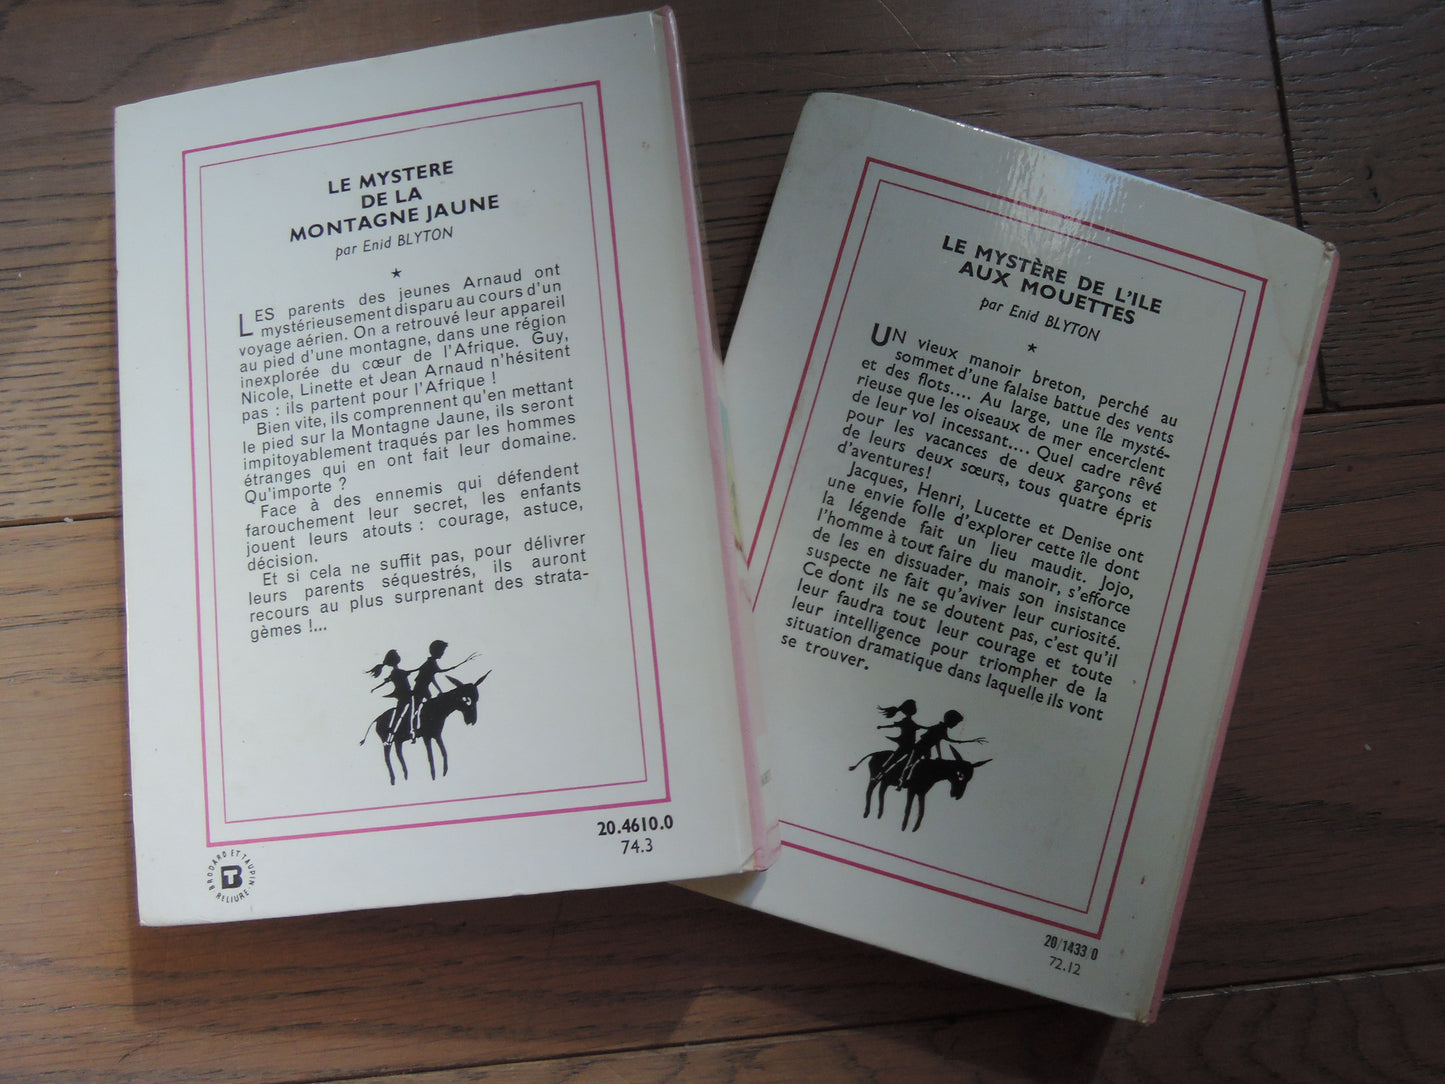 LE MYSTERE
DE LA
MONTAGNE JAUNE
par Enid BLYTON
★
LES parents des jeunes Arnaud ont
mystérieusement disparu au cours d'un
voyage aérien. On a retrouvé leur appareil
au pied d'une montagne, dans une région
inexplorée du cœur de l'Afrique. Guy,
Nicole, Linette et Jean Arnaud n'hésitent
pas : ils partent pour l'Afrique !
Bien vite, ils comprennent qu'en mettant
le pied sur la Montagne Jaune, ils seront
impitoyablement traqués par les hommes
étranges qui en ont fait leur domaine.
Qu'importe ?
Face à des ennemis qui défendent
farouchement leur secret, les enfants
jouent leurs atouts : courage, astuce,
décision.
Et si cela ne suffit pas, pour délivrer
leurs parents séquestrés, ils auront
recours au plus surprenant des strata-
gèmes !...
20.4610.0
74.3
BRODARD ET TAUPIN
BT
RELIURE
LE MYSTÈRE DE L'ILE
AUX MOUETTES
par Enid BLYTON
★
UN vieux manoir breton, perché au
sommet d'une falaise battue des vents
et des flots.... Au large, une île mysté-
rieuse que les oiseaux de mer encerclent
de leur vol incessant.... Quel cadre rêvé
pour les vacances de deux garçons et
de leurs deux sœurs, tous quatre épris
d'aventures!
Jacques, Henri, Lucette et Denise ont
une envie folle d'explorer cette île dont
la légende fait un lieu maudit. Jojo,
l'homme à tout faire du manoir, s'efforce
de les en dissuader, mais son insistance
suspecte ne fait qu'aviver leur curiosité.
Ce dont ils ne se doutent pas, c'est qu'il
leur faudra tout leur courage et toute
leur intelligence pour triompher de la
situation dramatique dans laquelle ils vont
se trouver.
20/1433/0
72.12